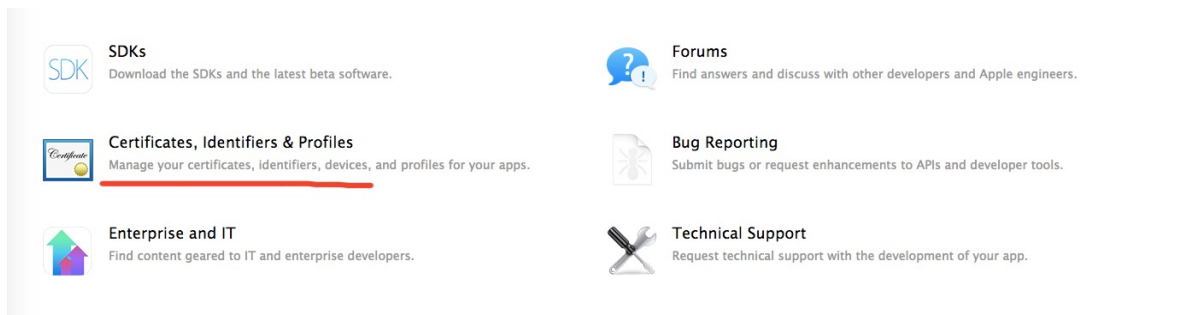 SDKs
SDK
Download the SDKs and the latest beta software.
Forums
?
!
Find answers and discuss with other developers and Apple engineers.
Certificates, Identifiers & Profiles
Certificate
Manage your certificates, identifiers, devices, and profiles for your apps.
Bug Reporting
Submit bugs or request enhancements to APIs and developer tools.
Enterprise and IT
Find content geared to IT and enterprise developers.
Technical Support
Request technical support with the development of your app.